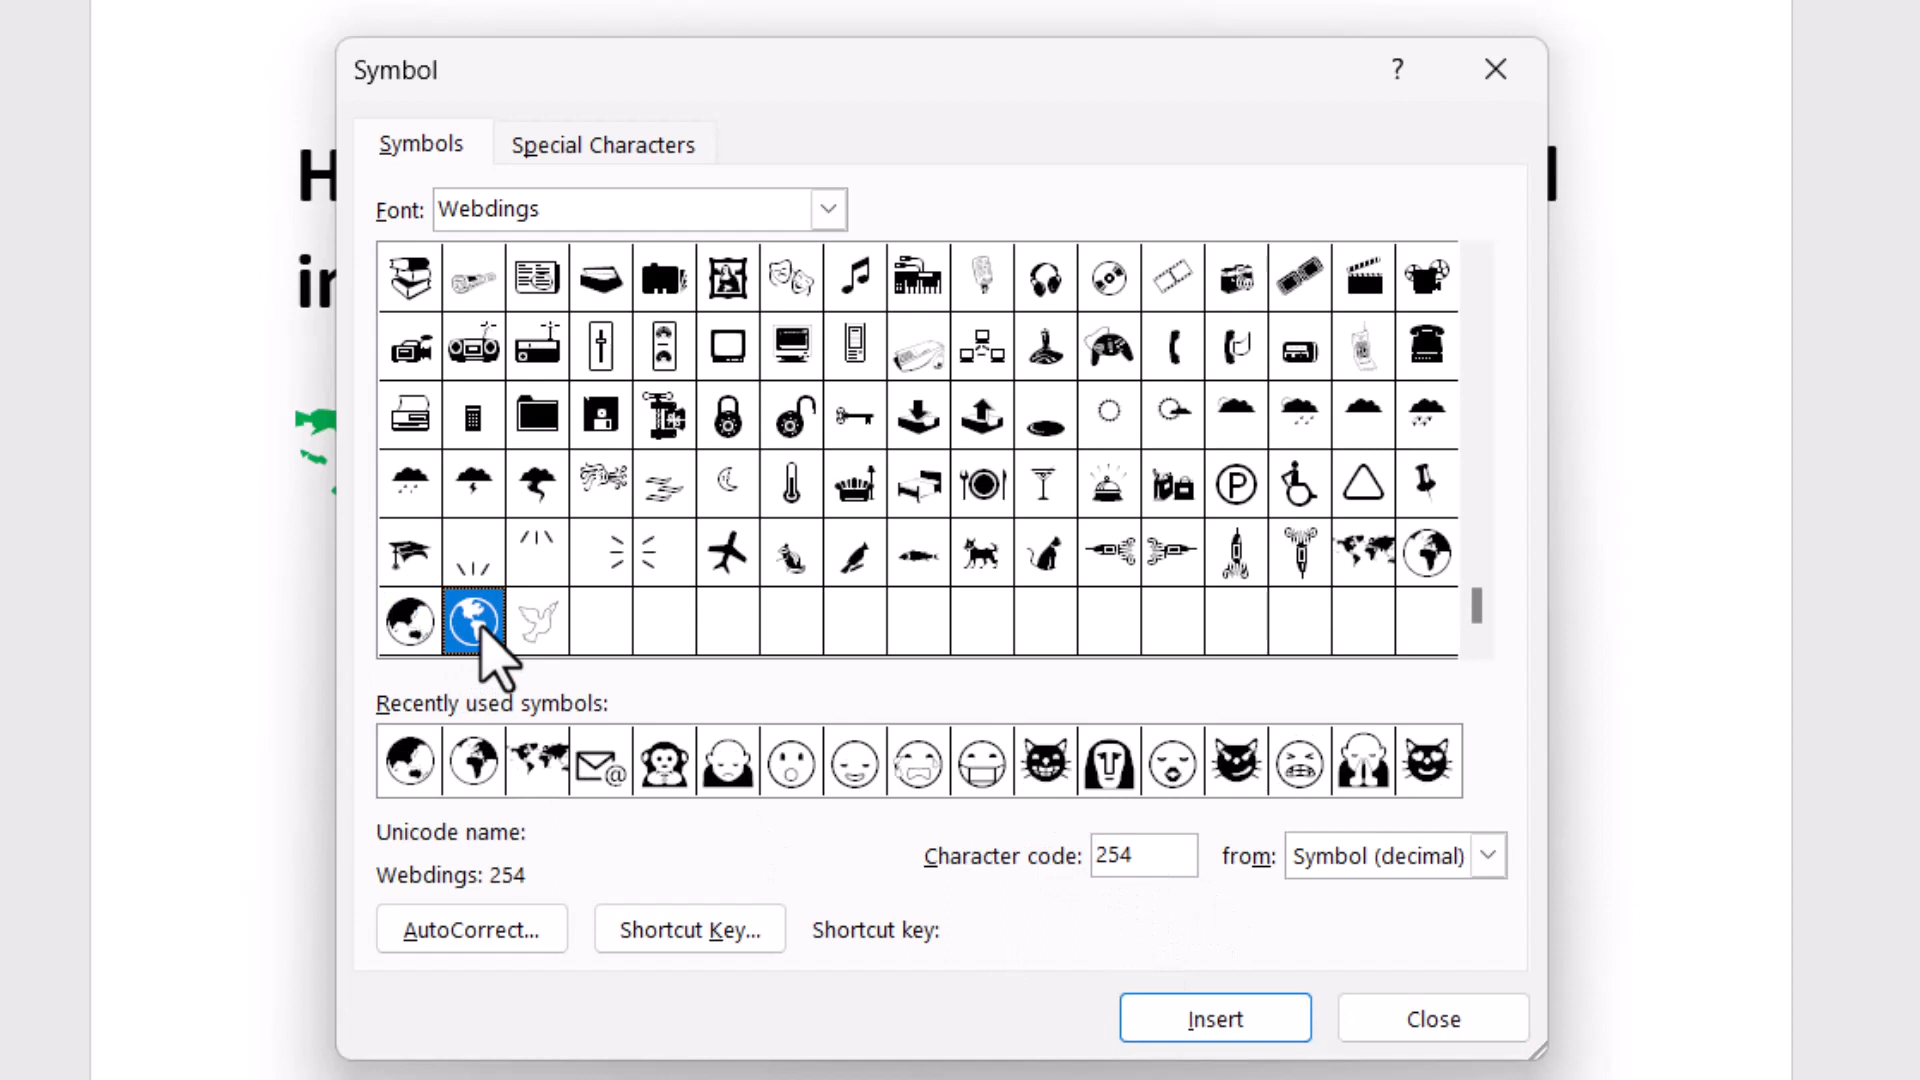 Symbol
?
Symbols
Special Characters
H
Font: Webdings
in
Recently used symbols:
Unicode name:
Character code: 254 from: Symbol (decimal)
Webdings: 254
AutoCorrect...
Shortcut Key...
Shortcut key:
Insert
Close